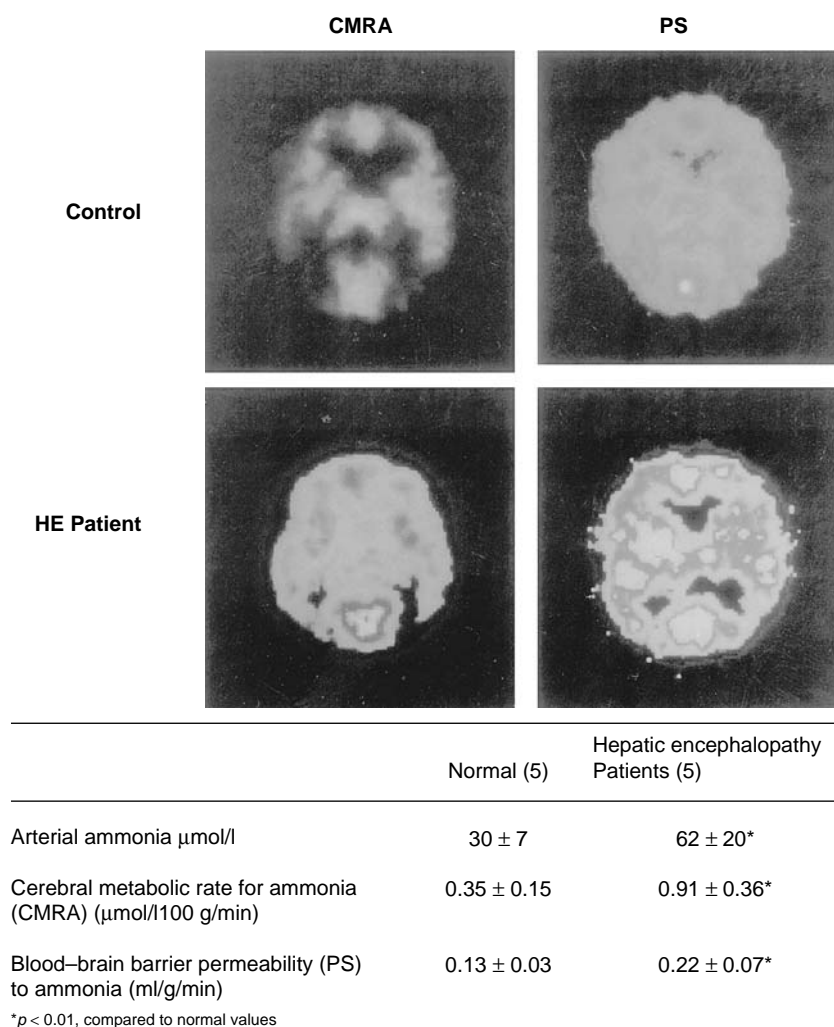 CMRA PS
Control
HE Patient
Normal (5) Hepatic encephalopathy
Patients (5)
Arterial ammonia μmol/l 30 ± 7 62 ± 20*
Cerebral metabolic rate for ammonia 0.35 ± 0.15 0.91 ± 0.36*
(CMRA) (μmol/l100 g/min)
Blood–brain barrier permeability (PS) 0.13 ± 0.03 0.22 ± 0.07*
to ammonia (ml/g/min)
*p < 0.01, compared to normal values